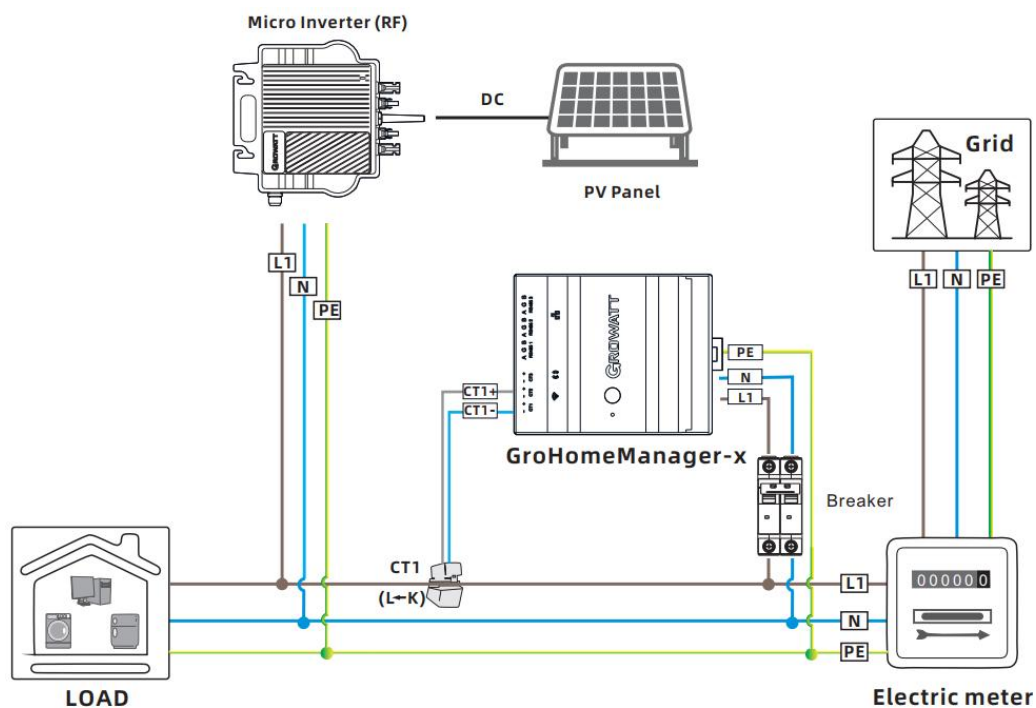 Micro Inverter (RF)
GROWATT
DC
PV Panel
Grid
L1
N
PE
L1
N
PE
GROWATT
PE
N
L1
CT1+
CT1-
GroHomeManager-x
Breaker
CT1
(L←K)
L1
N
PE
000000
LOAD
Electric meter